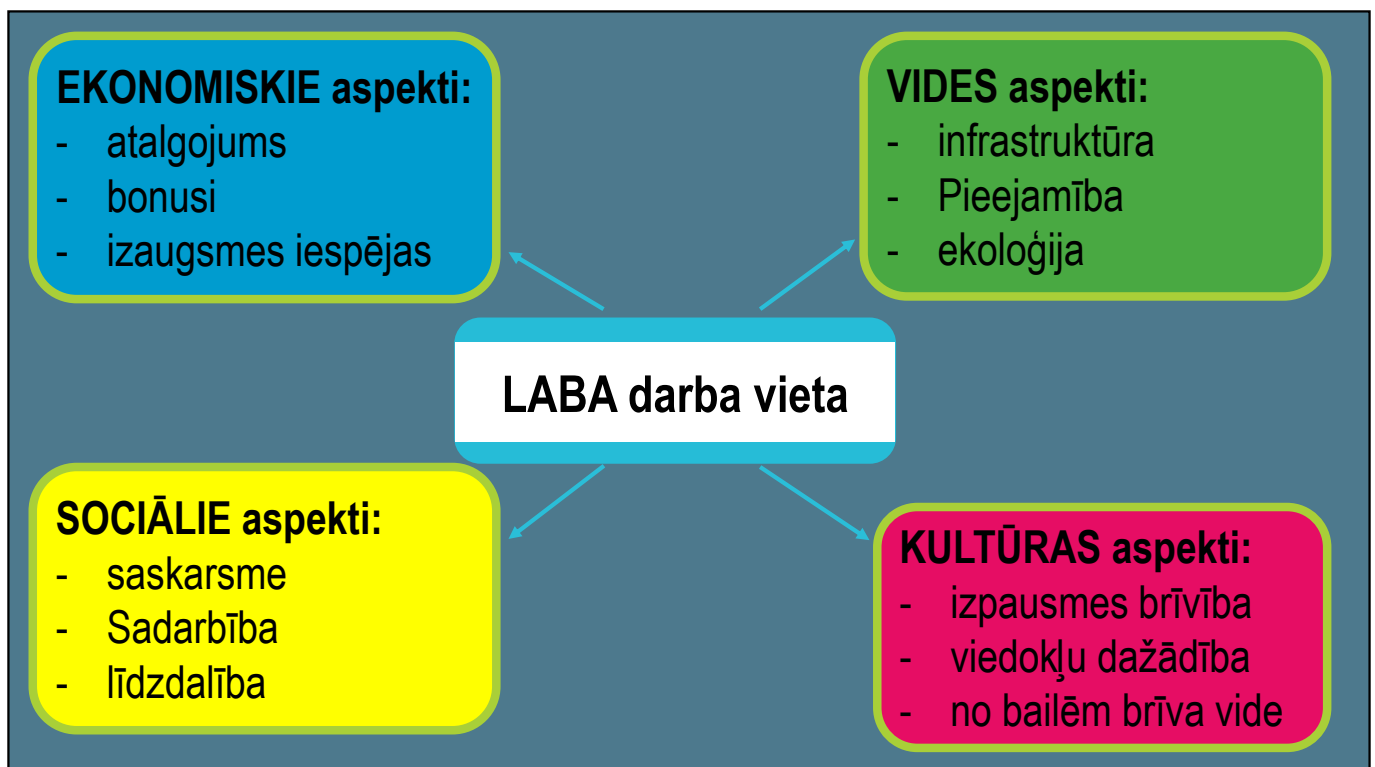 EKONOMISKIE aspekti:
- atalgojums
- bonusi
- izaugsmes iespējas
VIDES aspekti:
- infrastruktūra
- Pieejamība
- ekoloģija
LABA darba vieta
SOCIĀLIE aspekti:
- saskarsme
- Sadarbība
- līdzdalība
KULTŪRAS aspekti:
- izpausmes brīvība
- viedokļu dažādība
- no bailēm brīva vide